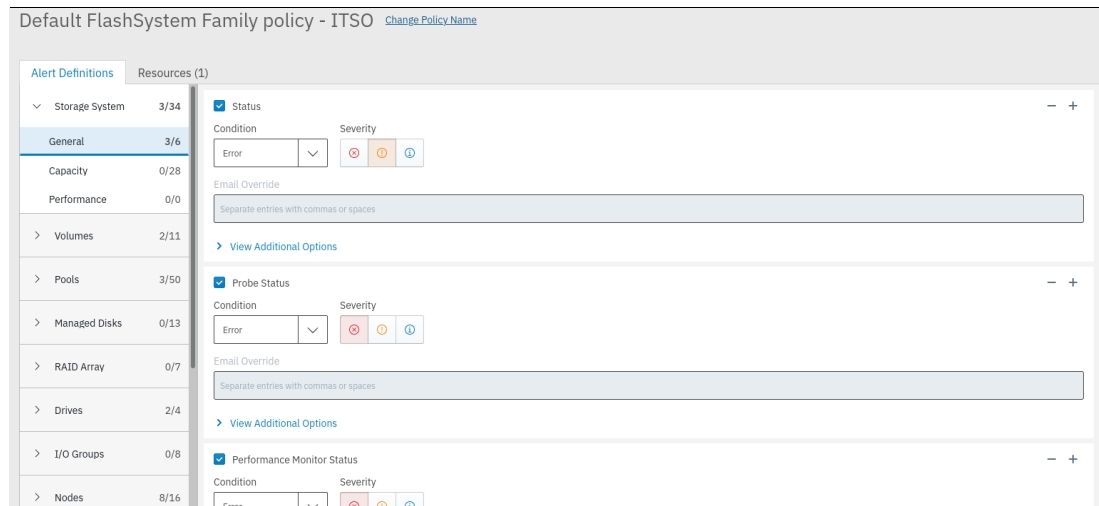 Default FlashSystem Family policy - ITSO Change Policy Name
Alert Definitions Resources (1)
Storage System 3/34
General 3/6
Capacity 0/28
Performance 0/0
Volumes 2/11
Pools 3/50
Managed Disks 0/13
RAID Array 0/7
Drives 2/4
I/O Groups 0/8
Nodes 8/16
Status
Condition Severity
Error
Email Override
Separate entries with commas or spaces
View Additional Options
Probe Status
Condition Severity
Error
Email Override
Separate entries with commas or spaces
View Additional Options
Performance Monitor Status
Condition Severity
Error